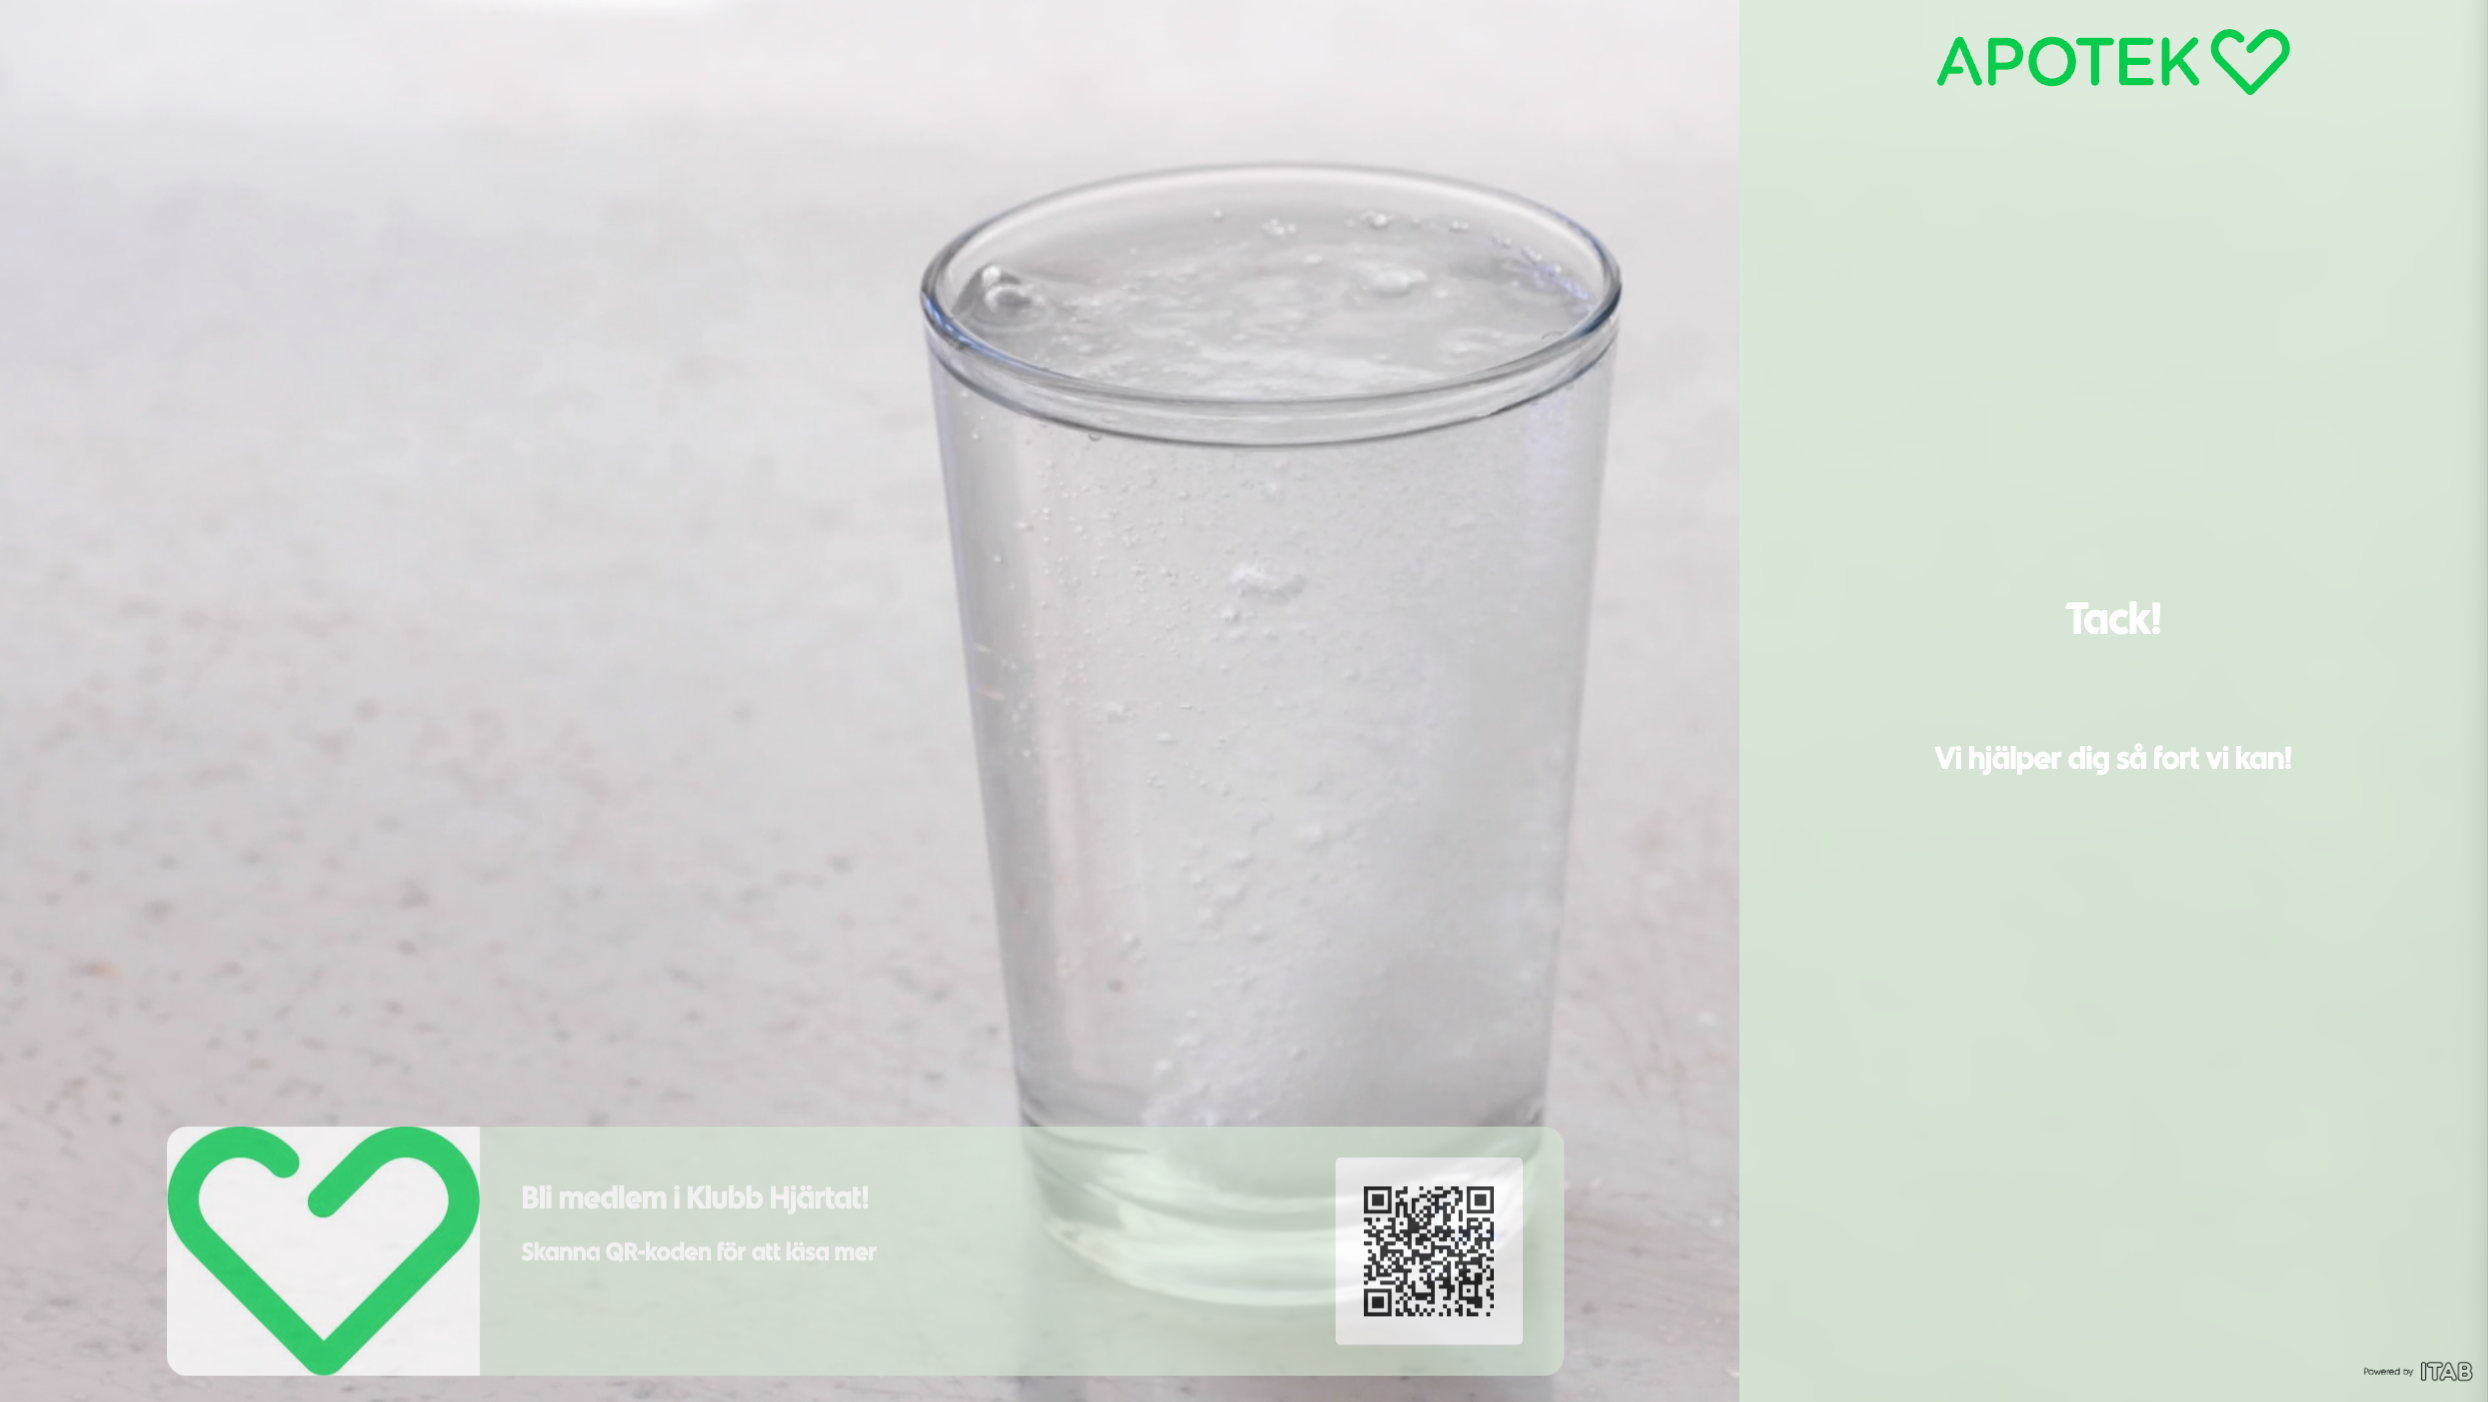 APOTEK
Tack!
Vi hjälper dig så fort vi kan!
Bli medlem i Klubb Hjärtat!
Skanna QR-koden för att läsa mer
Powered by ITAB